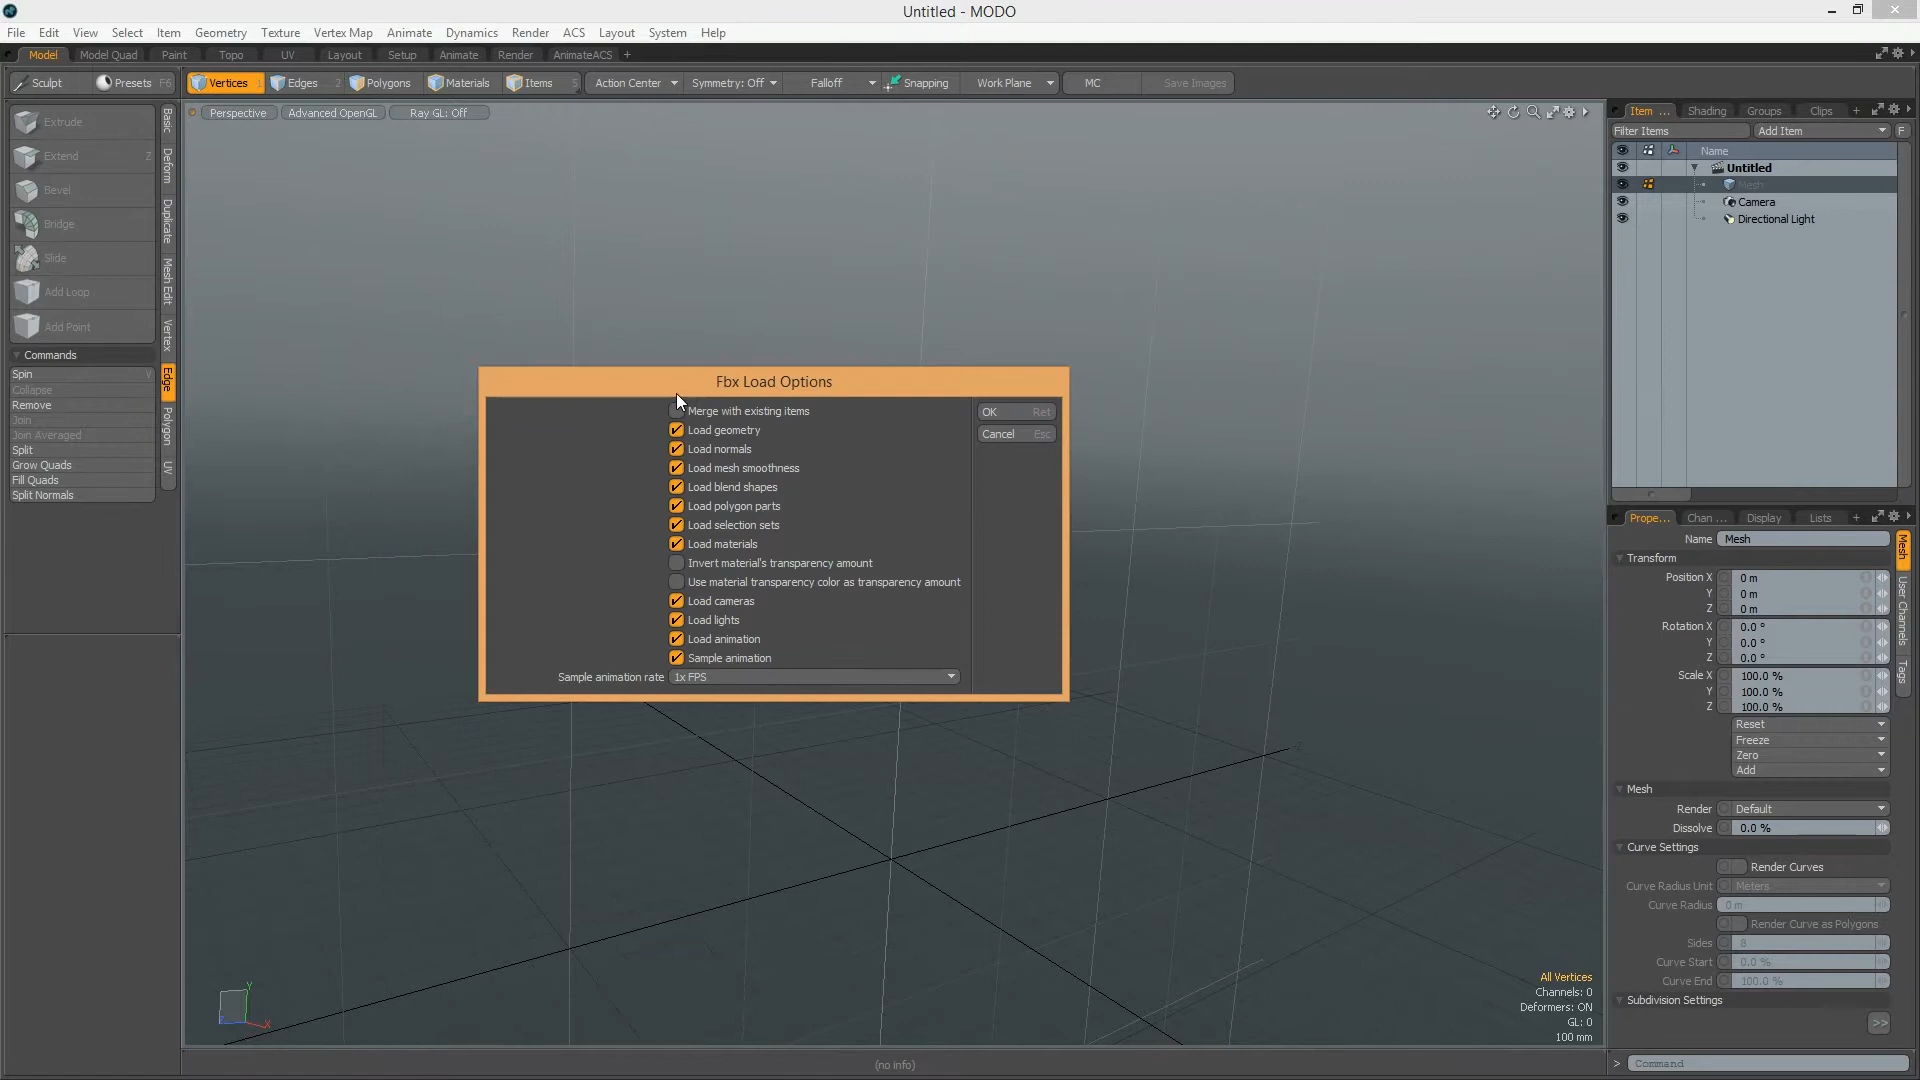 Untitled - MODO
File Edit View Select Item Geometry Texture Vertex Map Animate Dynamics Render ACS Layout System Help
Model Model Quad Paint Topo UV Layout Setup Animate Render AnimateACS +
Sculpt Presets F6 Vertices 1 Edges 2 Polygons Materials Items 5 Action Center Symmetry: Off Falloff Snapping Work Plane MC Save Images
Perspective Advanced OpenGL Ray GL: Off
Extrude
Extend Z
Bevel
Bridge
Slide
Add Loop
Add Point
Commands
Spin V
Collapse
Remove
Join
Join Averaged
Split
Grow Quads
Fill Quads
Split Normals
Basic
Deform
Duplicate
Mesh Edit
Vertex
Edge
Polygon
UV
Fbx Load Options
Merge with existing items
Load geometry
Load normals
Load mesh smoothness
Load blend shapes
Load polygon parts
Load selection sets
Load materials
Invert material's transparency amount
Use material transparency color as transparency amount
Load cameras
Load lights
Load animation
Sample animation
Sample animation rate 1x FPS
OK Ret
Cancel Esc
Z
Y
X
All Vertices
Channels: 0
Deformers: ON
GL: 0
100 mm
(no info)
Item ... Shading Groups Clips +
Filter Items Add Item F
Name
Untitled
Mesh
Camera
Directional Light
Prope... Chan ... Display Lists +
Name Mesh
Transform
Position X 0 m
Y 0 m
Z 0 m
Rotation X 0.0 °
Y 0.0 °
Z 0.0 °
Scale X 100.0 %
Y 100.0 %
Z 100.0 %
Reset
Freeze
Zero
Add
Mesh
Render Default
Dissolve 0.0 %
Curve Settings
Render Curves
Curve Radius Unit Meters
Curve Radius 0 m
Render Curve as Polygons
Sides 8
Curve Start 0.0 %
Curve End 100.0 %
Subdivision Settings
>>
Mesh
User Channels
Tags
> Command